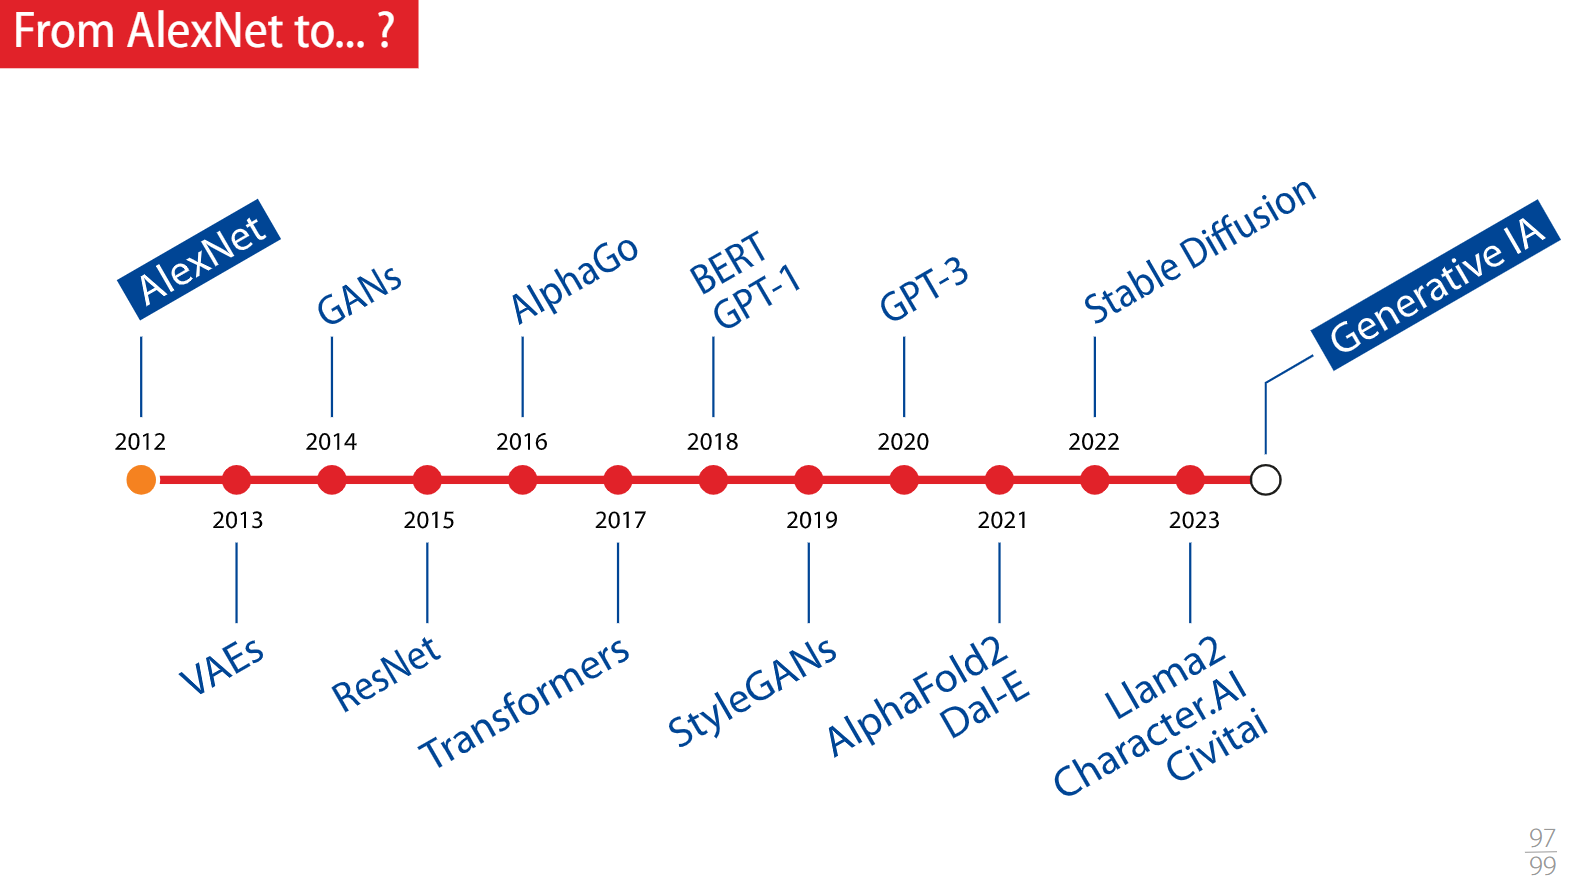 From AlexNet to... ?
AlexNet
GANs
AlphaGo
BERT
GPT-1
GPT-3
Stable Diffusion
Generative IA
2012
2014
2016
2018
2020
2022
2013
2015
2017
2019
2021
2023
VAEs
ResNet
Transformers
StyleGANs
AlphaFold2
Dal-E
Llama2
Character.AI
Civitai
97
99